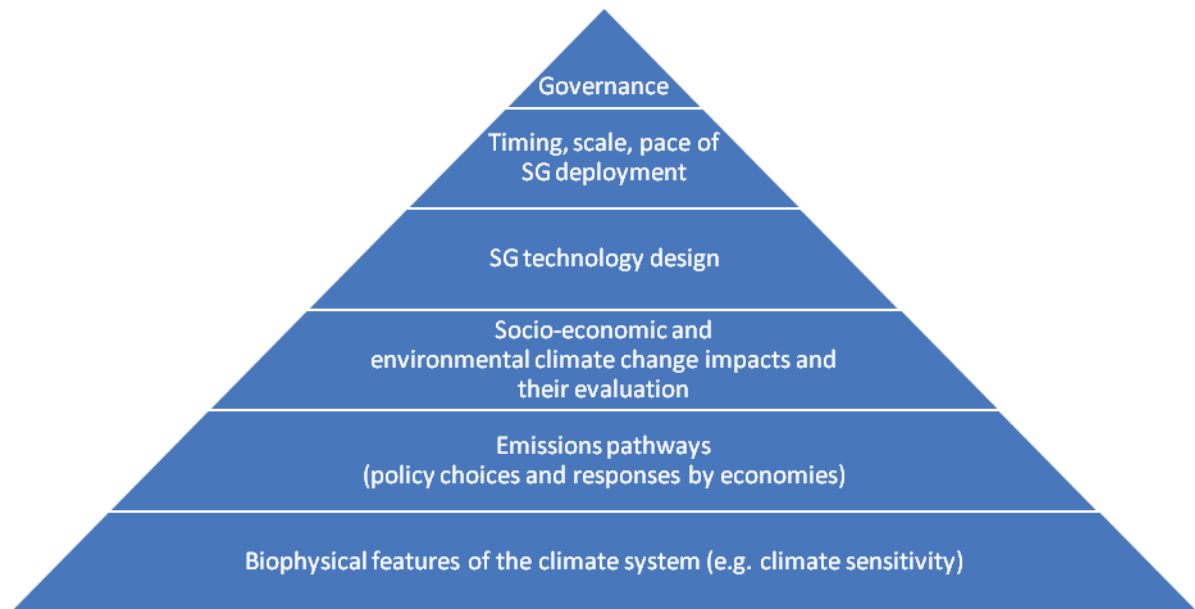 Governance
Timing, scale, pace of
SG deployment
SG technology design
Socio-economic and
environmental climate change impacts and
their evaluation
Emissions pathways
(policy choices and responses by economies)
Biophysical features of the climate system (e.g. climate sensitivity)